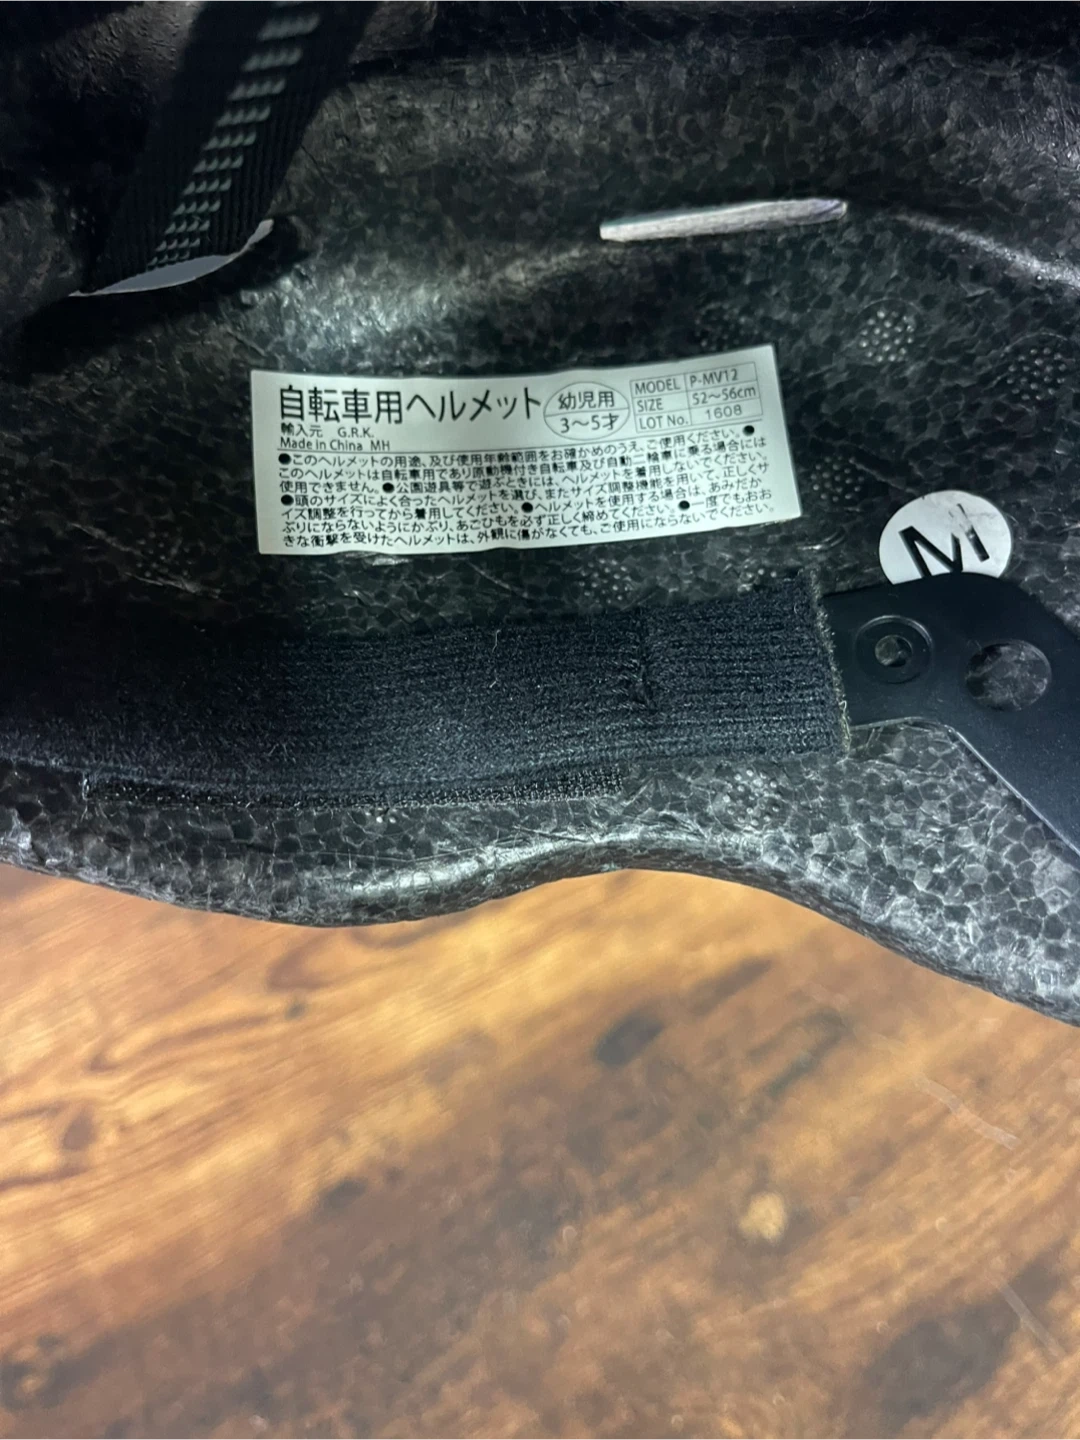 自転車用ヘルメット
幼児用
3〜5才
MODEL P-MV12
SIZE 52〜56cm
LOT No. 1608
輸入元 G.R.K.
Made in China MH
●このヘルメットの用途、及び使用年齢範囲をお確かめのうえ、ご使用ください。●
このヘルメットは自転車用であり原動機付き自転車及び自動二輪車に乗る場合には
使用できません。●公園遊具等で遊ぶときには、ヘルメットを着用しないでください。
●頭のサイズによく合ったヘルメットを選び、またサイズ調整機能を用いて、正しくサ
イズ調整を行ってから着用してください。●ヘルメットを使用する場合は、あみだか
ぶりにならないようにかぶり、あごひもを必ず正しく締めてください。●一度でもおお
きな衝撃を受けたヘルメットは、外観に傷がなくても、ご使用にならないでください。
M